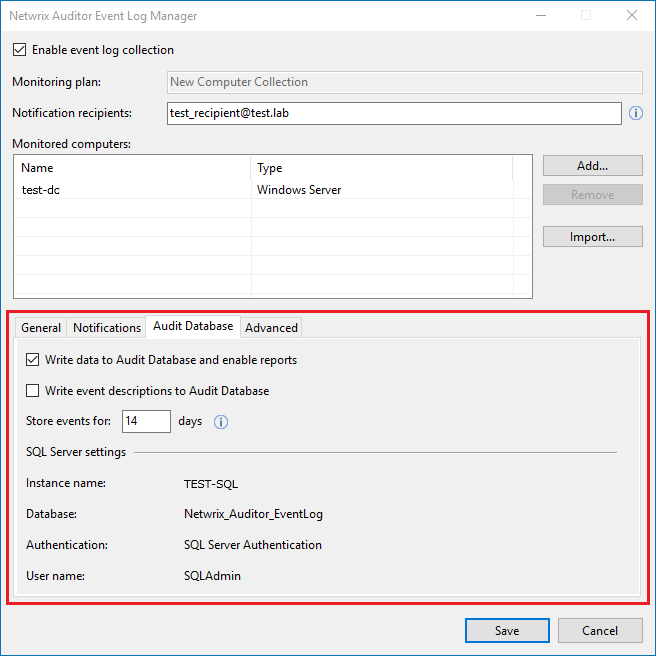 Netwrix Auditor Event Log Manager
Enable event log collection
Monitoring plan: New Computer Collection
Notification recipients: test_recipient@test.lab
Monitored computers:
Name Type
test-dc Windows Server
Add...
Remove
Import...
General Notifications Audit Database Advanced
Write data to Audit Database and enable reports
Write event descriptions to Audit Database
Store events for: 14 days
SQL Server settings
Instance name: TEST-SQL
Database: Netwrix_Auditor_EventLog
Authentication: SQL Server Authentication
User name: SQLAdmin
Save Cancel